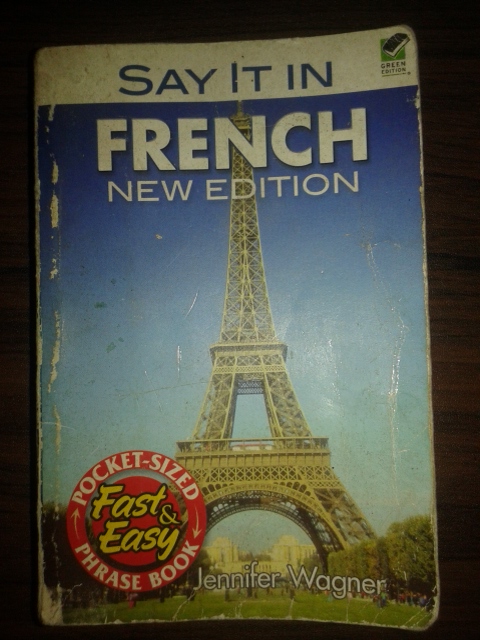 GREEN
EDITION
SAY IT IN
FRENCH
NEW EDITION
POCKET-SIZED
Fast &
Easy
PHRASE BOOK
Jennifer Wagner